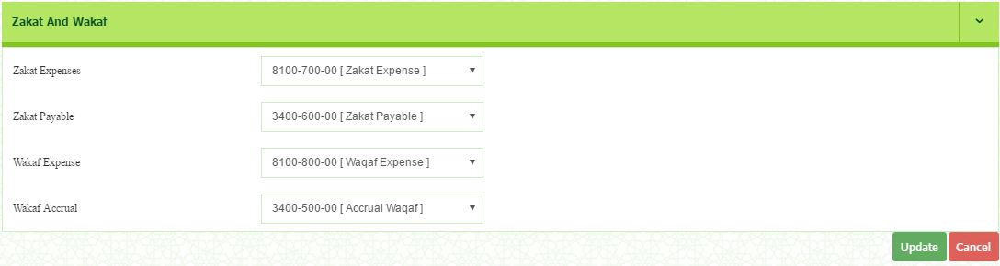 Zakat And Wakaf
Zakat Expenses 8100-700-00 [ Zakat Expense ]
Zakat Payable 3400-600-00 [ Zakat Payable ]
Wakaf Expense 8100-800-00 [ Waqaf Expense ]
Wakaf Accrual 3400-500-00 [ Accrual Waqaf ]
Update Cancel